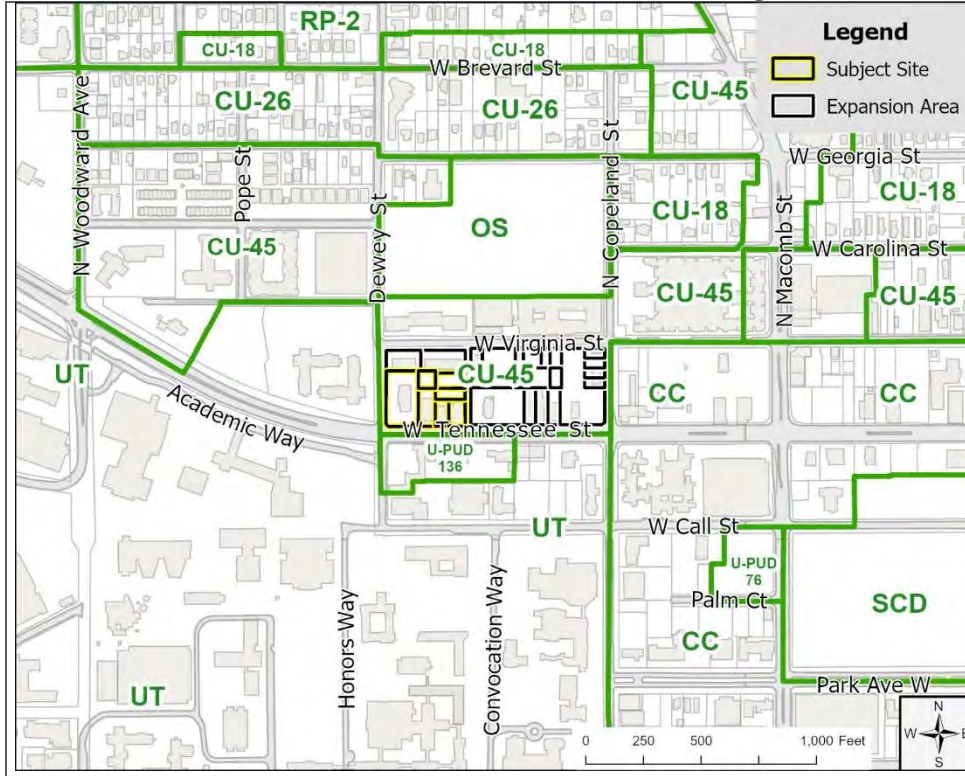 RP-2
CU-18
CU-18
W Brevard St
CU-26
CU-26
CU-45
N Woodward Ave
Pope St
Dewey St
N Copeland St
N Macomb St
W Georgia St
CU-18
CU-18
W Carolina St
OS
CU-45
CU-45
CU-45
W Virginia St
CU-45
UT
Academic Way
CC
CC
W Tennessee St
U-PUD
136
UT
W Call St
U-PUD
76
Palm Ct
SCD
CC
Honors Way
Convocation Way
UT
Park Ave W
Legend
Subject Site
Expansion Area
0 250 500 1,000 Feet
N
W E
S